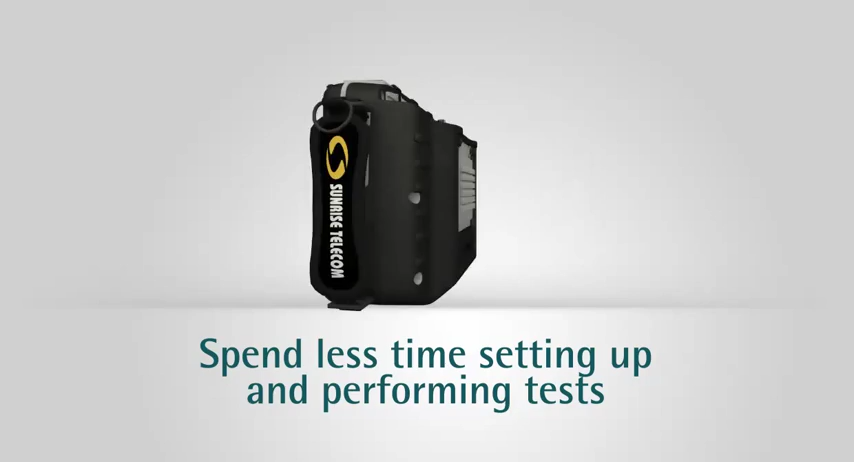 SUNRISE TELECOM
Spend less time setting up
and performing tests